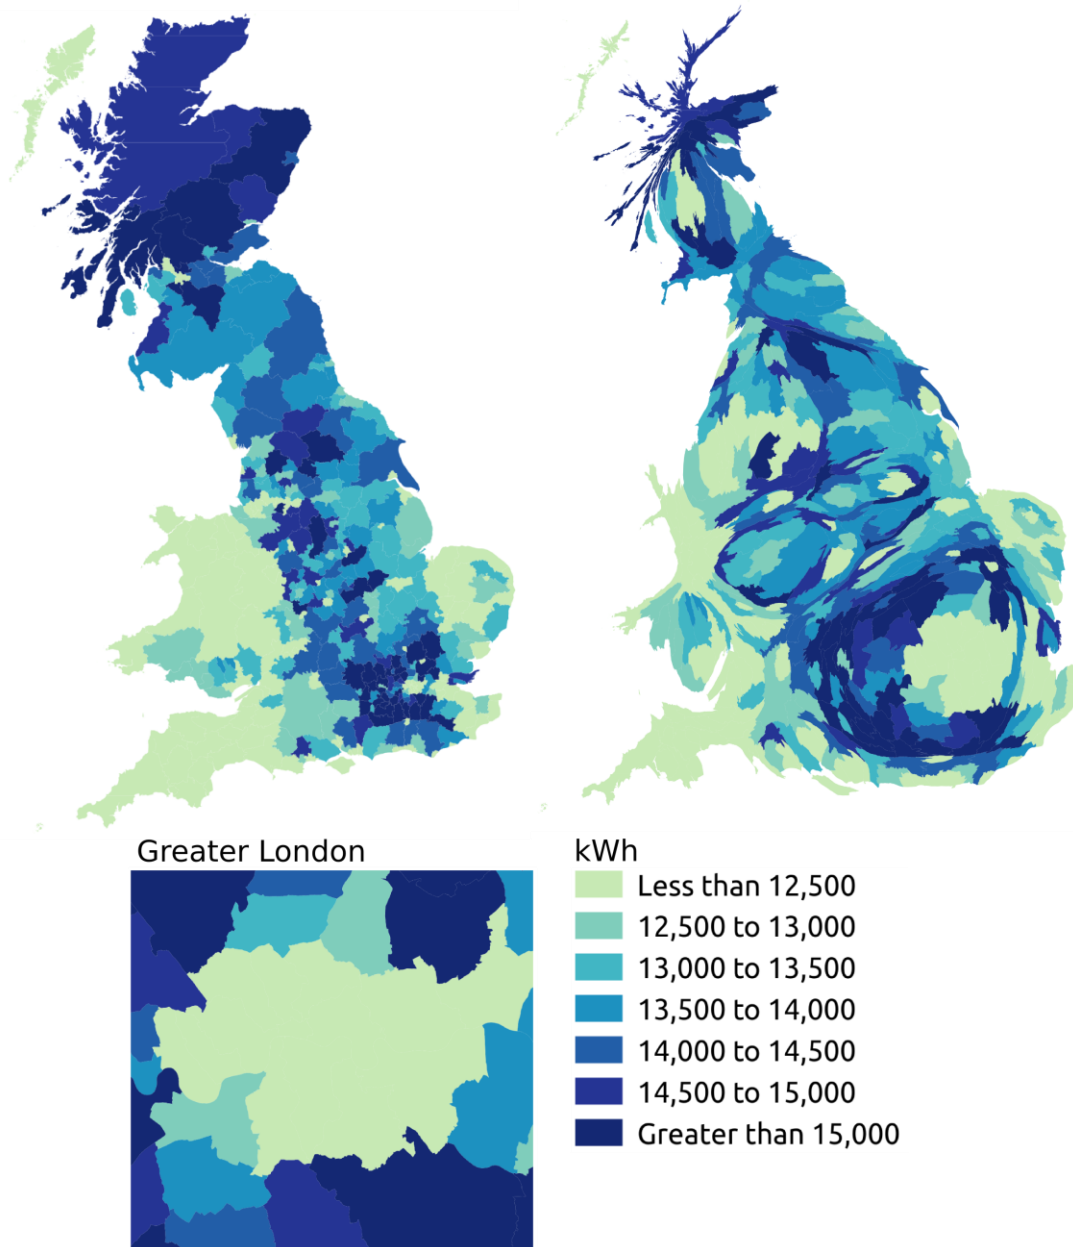 Greater London
kWh
Less than 12,500
12,500 to 13,000
13,000 to 13,500
13,500 to 14,000
14,000 to 14,500
14,500 to 15,000
Greater than 15,000